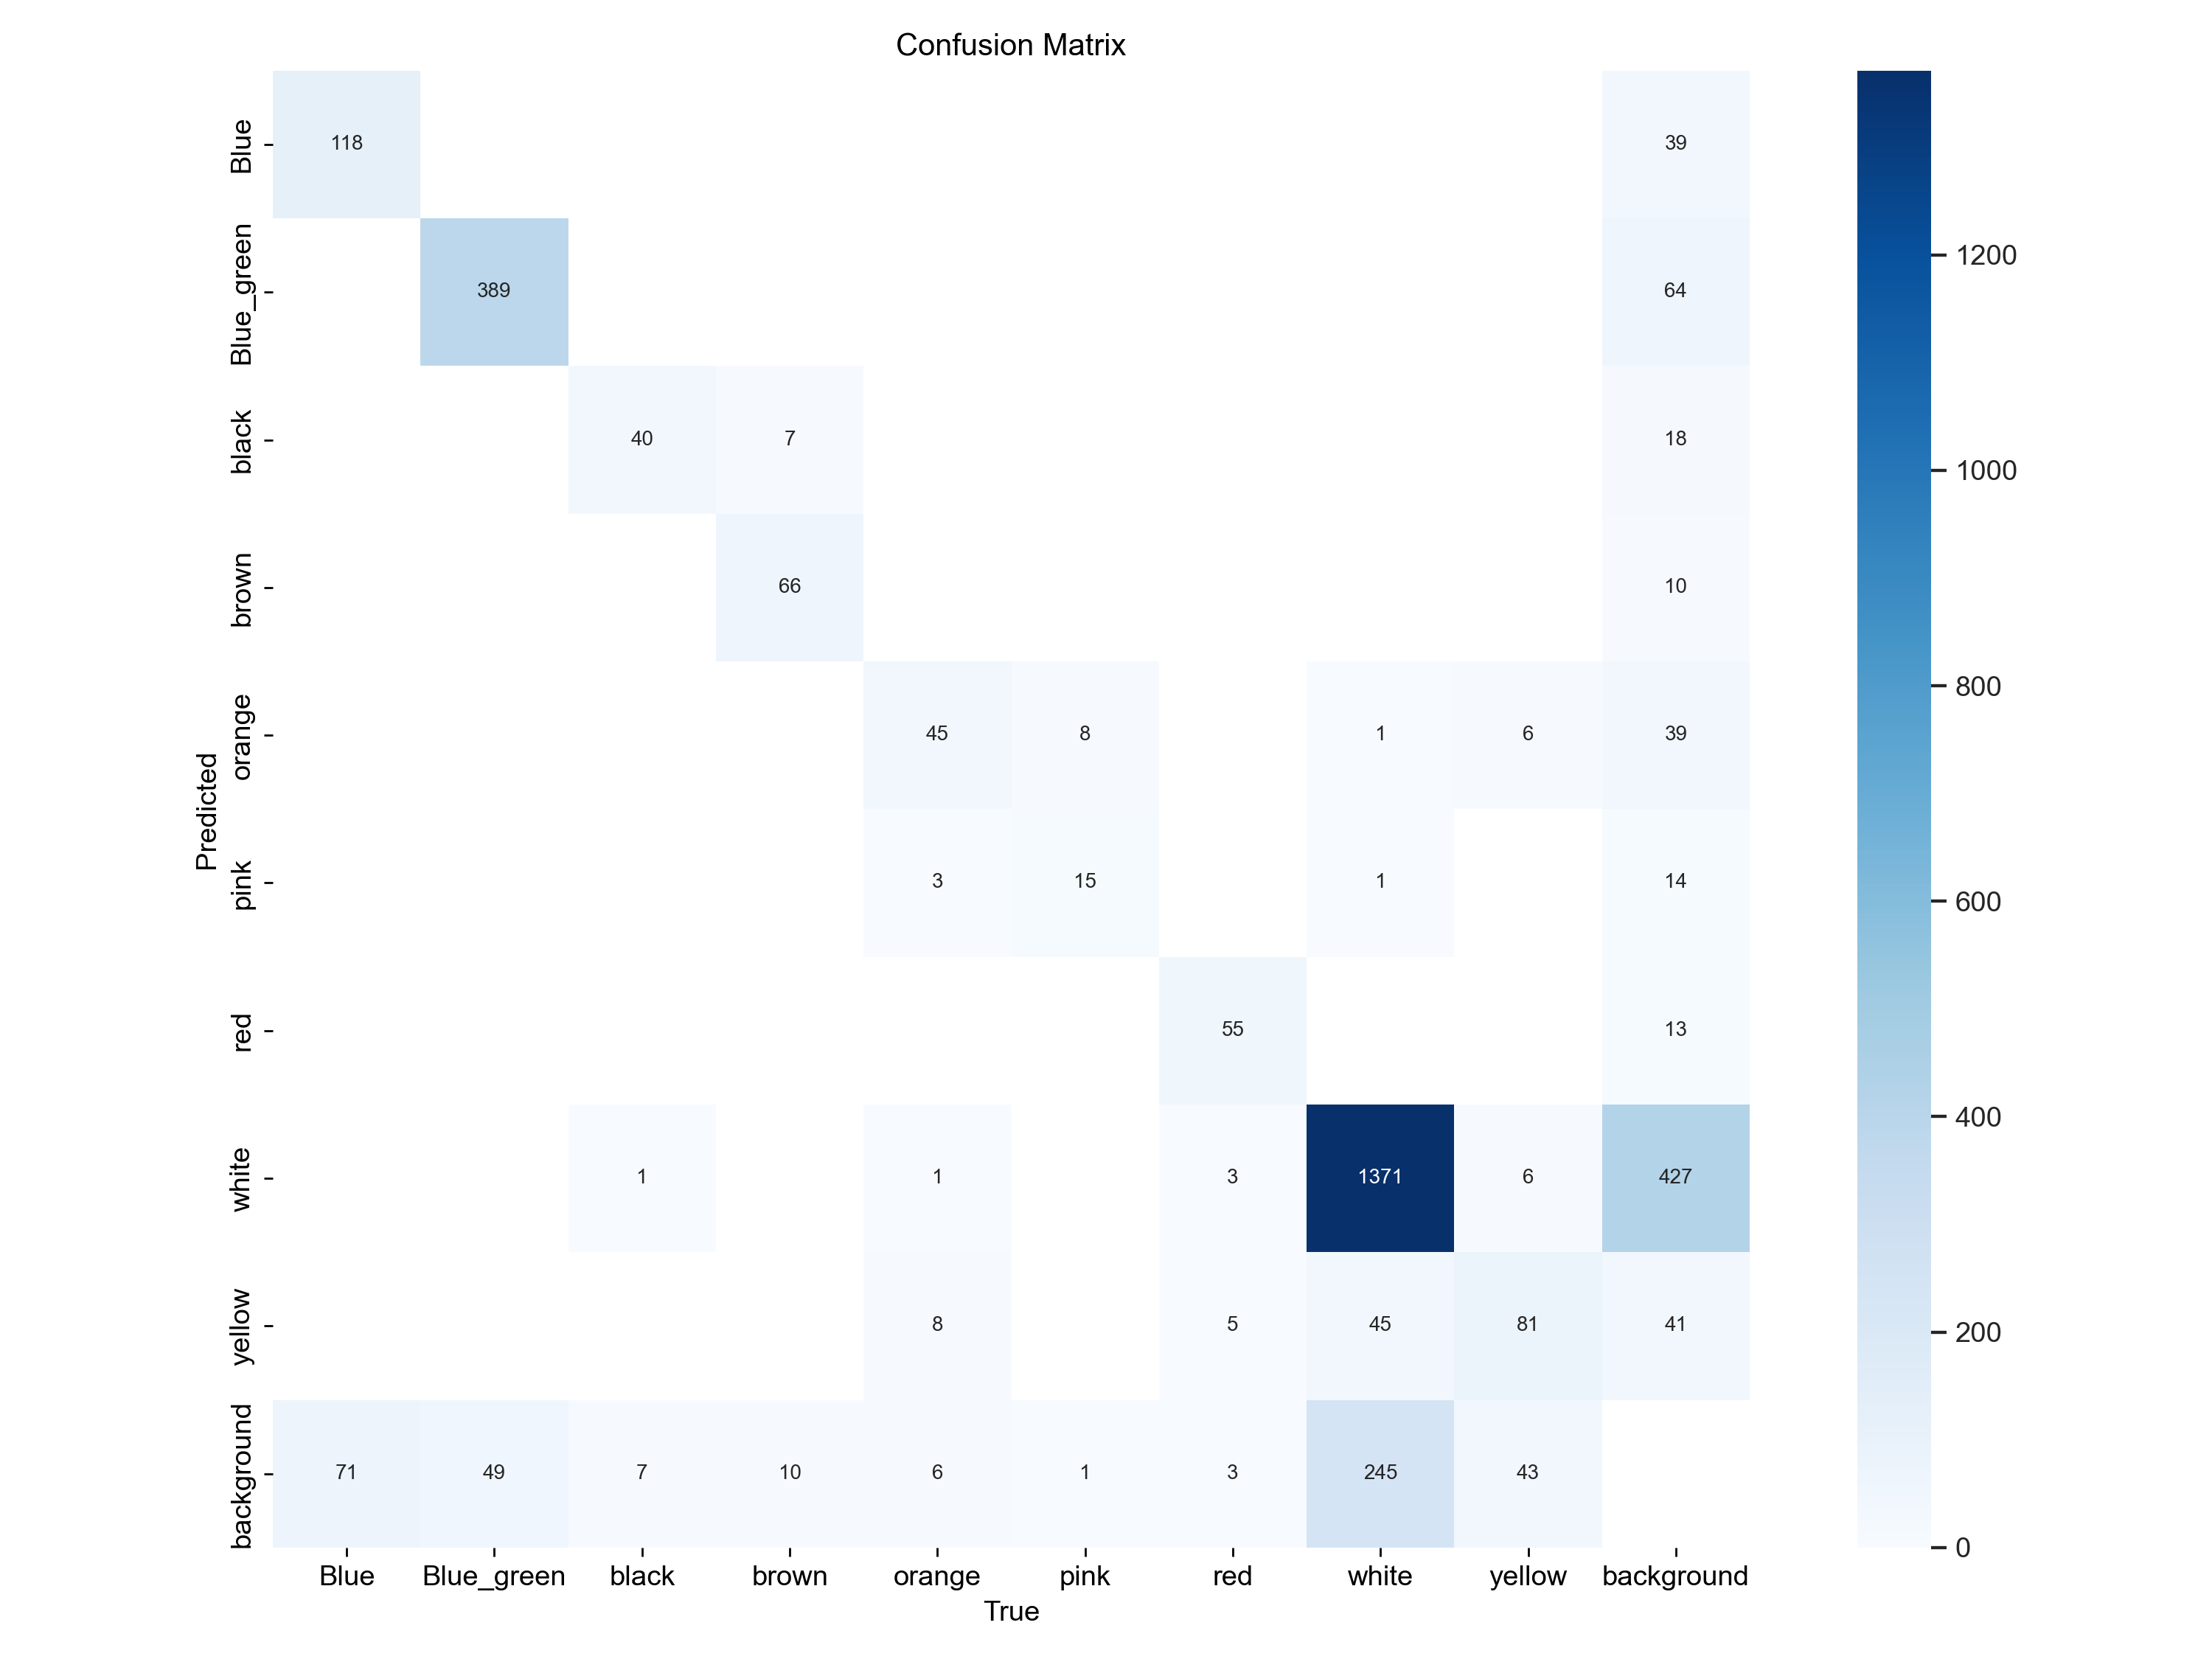 Confusion Matrix
Blue
118
39
Blue_green
389
64
black
40
7
18
brown
66
10
orange
45
8
1
6
39
pink
3
15
1
14
red
55
13
white
1
1
3
1371
6
427
yellow
8
5
45
81
41
background
71
49
7
10
6
1
3
245
43
Predicted
Blue
Blue_green
black
brown
orange
pink
red
white
yellow
background
True
1200
1000
800
600
400
200
0